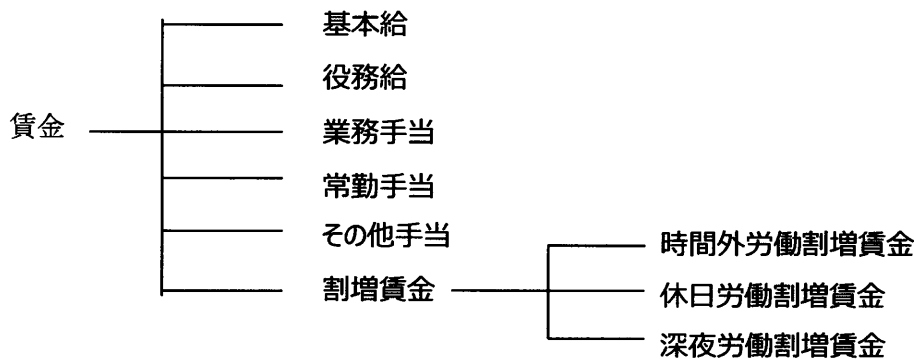 基本給
役務給
賃金
業務手当
常勤手当
その他手当
時間外労働割増賃金
割増賃金
休日労働割増賃金
深夜労働割増賃金